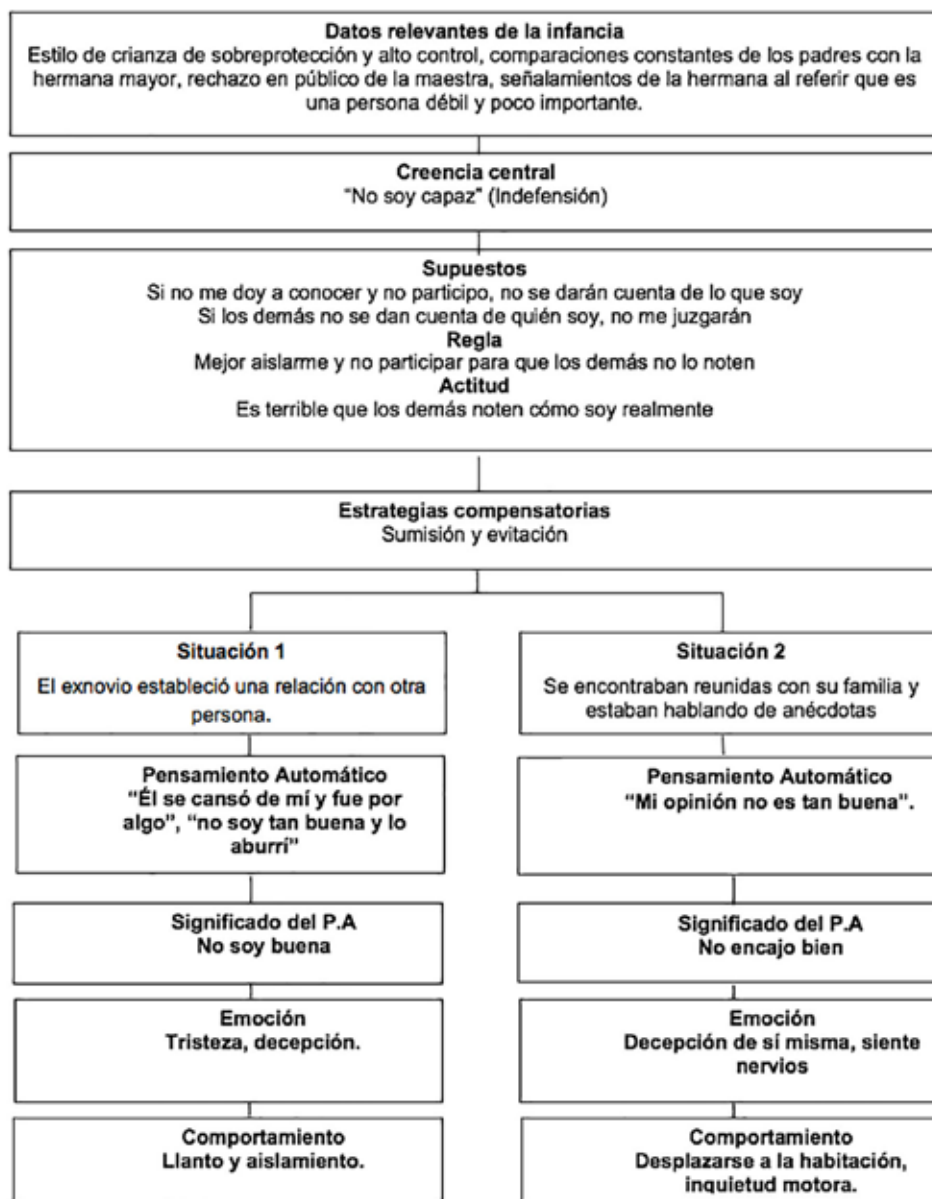 Datos relevantes de la infancia
Estilo de crianza de sobreprotección y alto control, comparaciones constantes de los padres con la
hermana mayor, rechazo en público de la maestra, señalamientos de la hermana al referir que es
una persona débil y poco importante.
Creencia central
"No soy capaz" (Indefensión)
Supuestos
Si no me doy a conocer y no participo, no se darán cuenta de lo que soy
Si los demás no se dan cuenta de quién soy, no me juzgarán
Regla
Mejor aislarme y no participar para que los demás no lo noten
Actitud
Es terrible que los demás noten cómo soy realmente
Estrategias compensatorias
Sumisión y evitación
Situación 1
El exnovio estableció una relación con otra
persona.
Pensamiento Automático
"Él se cansó de mí y fue por
algo", "no soy tan buena y lo
aburrí"
Significado del P.A
No soy buena
Emoción
Tristeza, decepción.
Comportamiento
Llanto y aislamiento.
Situación 2
Se encontraban reunidas con su familia y
estaban hablando de anécdotas
Pensamiento Automático
"Mi opinión no es tan buena".
Significado del P.A
No encajo bien
Emoción
Decepción de sí misma, siente
nervios
Comportamiento
Desplazarse a la habitación,
inquietud motora.